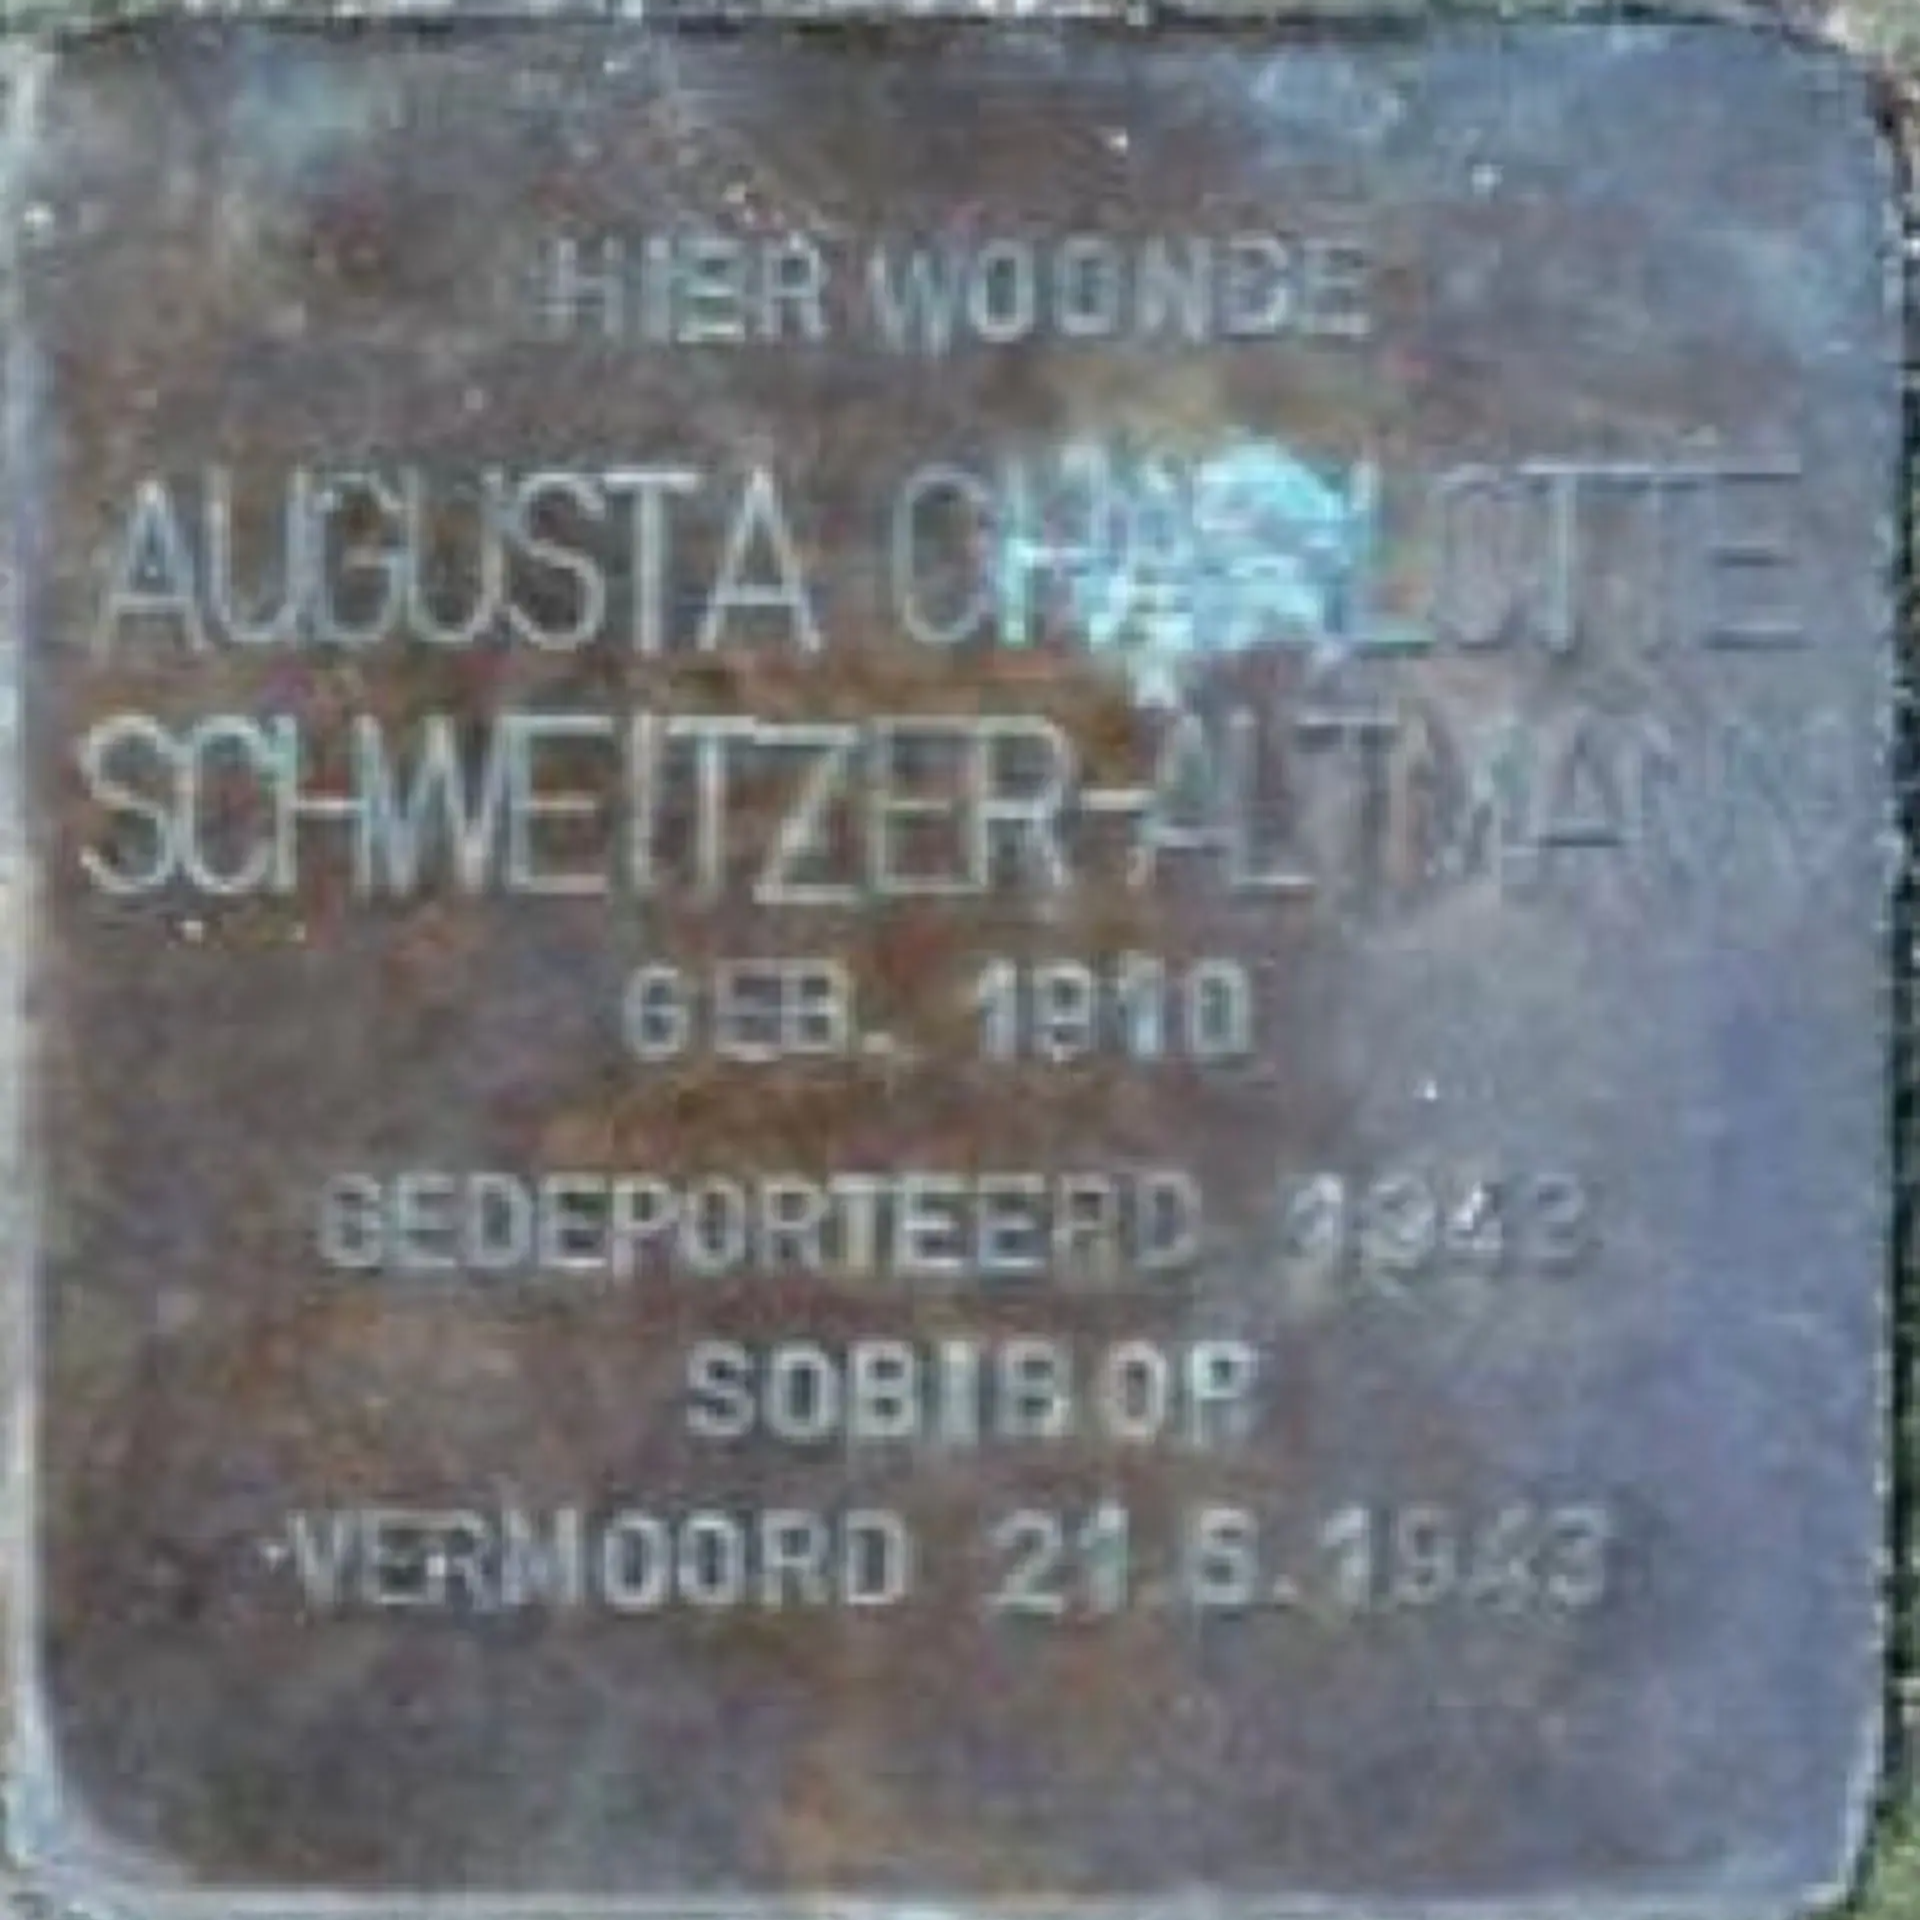 HIER WOONDE
AUGUSTA CHARLOTTE
SCHWEITZER-ALTMANN
GEB. 1910
GEDEPORTEERD 1943
SOBIBOR
VERMOORD 21.5.1943